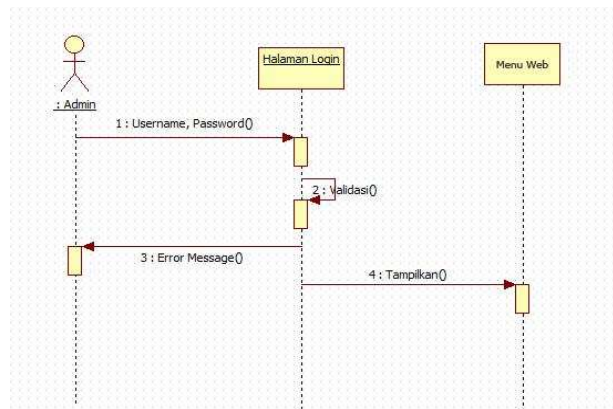 Halaman Login
Menu Web
: Admin
1 : Username, Password()
2 : Validasi()
3 : Error Message()
4 : Tampilkan()